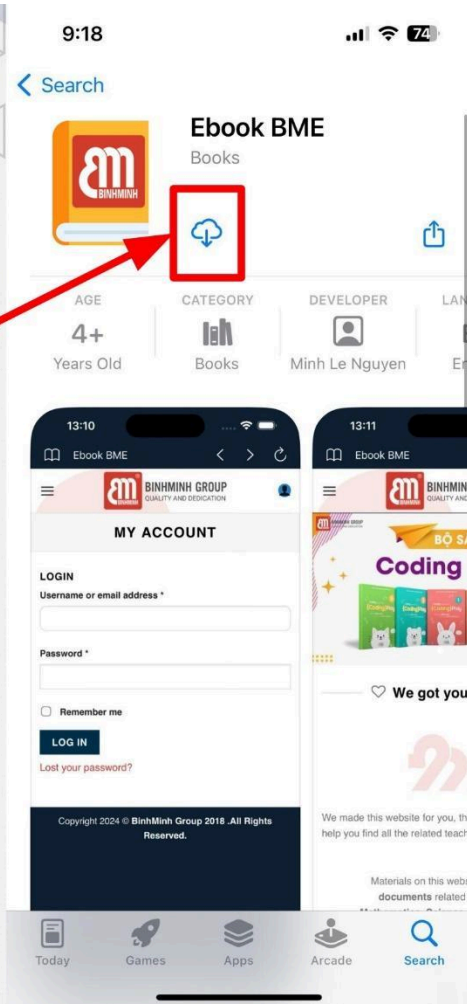 9:18
74
Search
Ebook BME
Books
BINHMINH
AGE
CATEGORY
DEVELOPER
LAN
4+
Years Old
Books
Minh Le Nguyen
13:10
Ebook BME
BINHMINH GROUP
QUALITY AND DEDICATION
MY ACCOUNT
LOGIN
Username or email address *
Password *
Remember me
LOG IN
Lost your password?
Copyright 2024 © BinhMinh Group 2018 .All Rights
Reserved.
13:11
Ebook BME
BINHMIN
QUALITY AN
BỘ SÁ
Coding
We got you
We made this website for you, th
help you find all the related teach
Materials on this webs
documents related
Today
Games
Apps
Arcade
Search